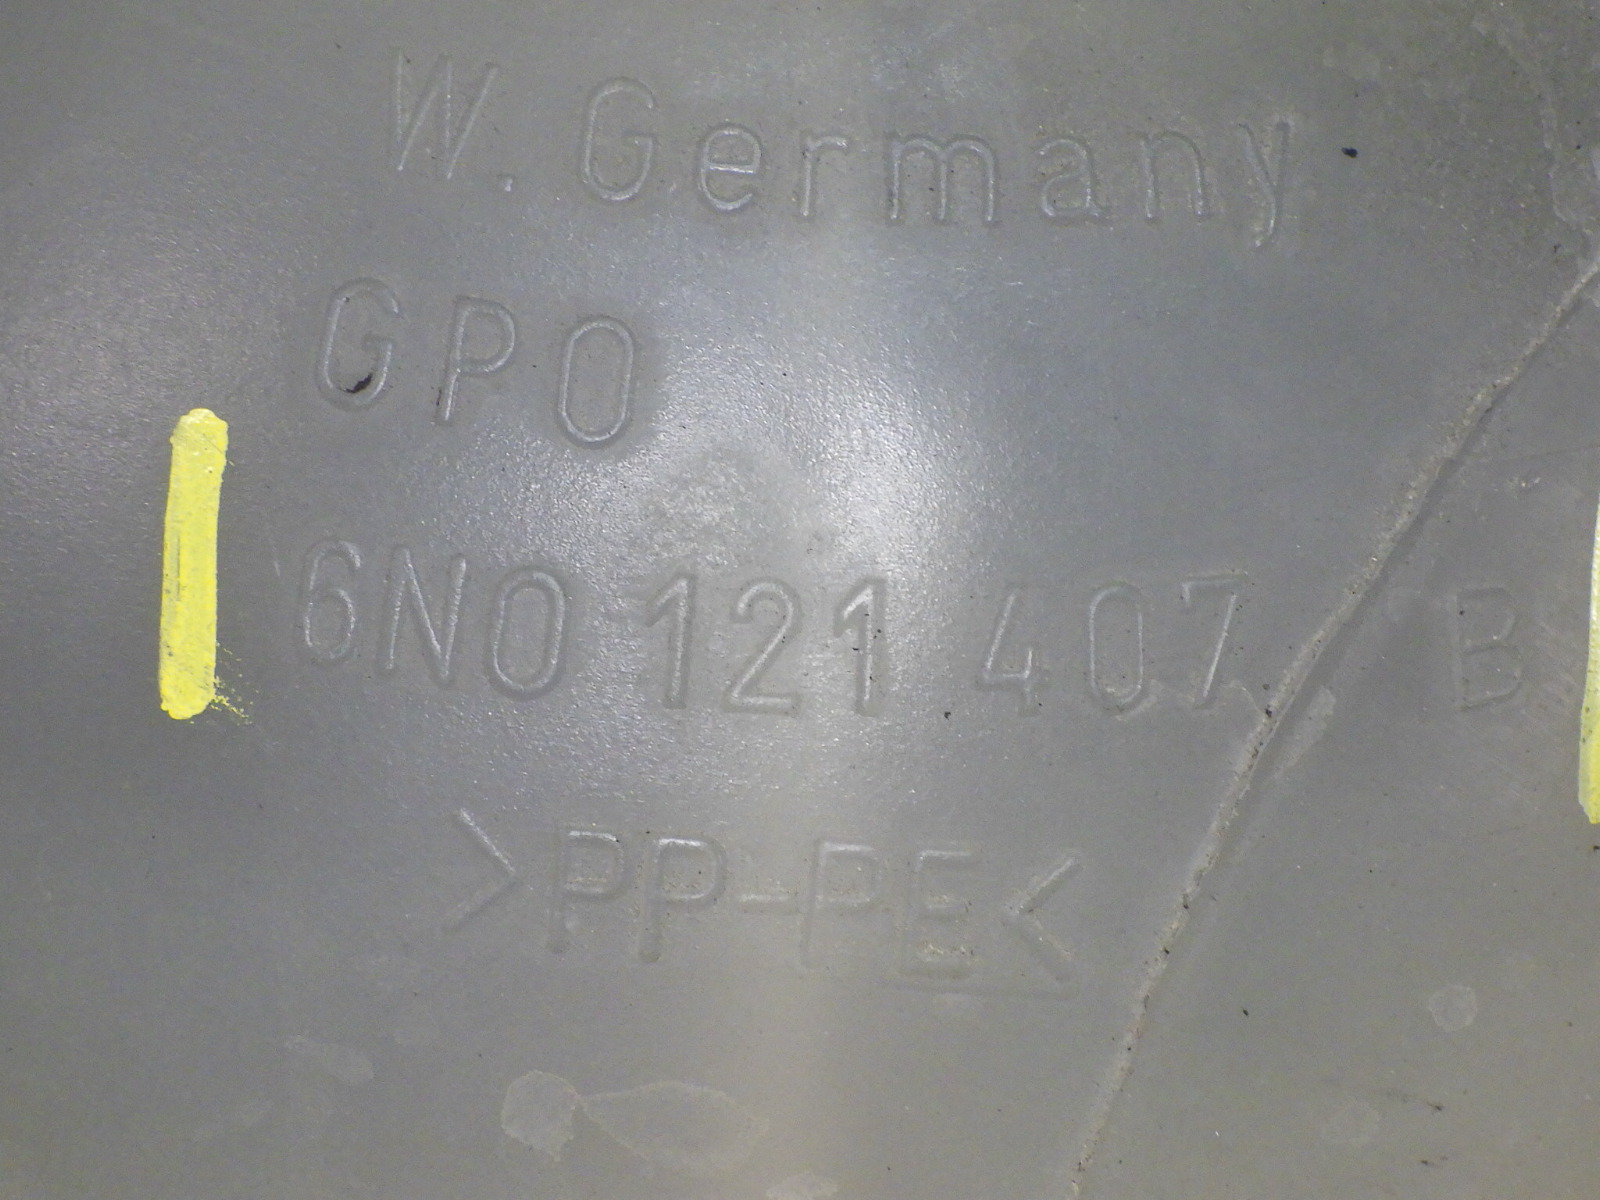 W. Germany
GPO
6N0 121 407 B
>PP-PE<